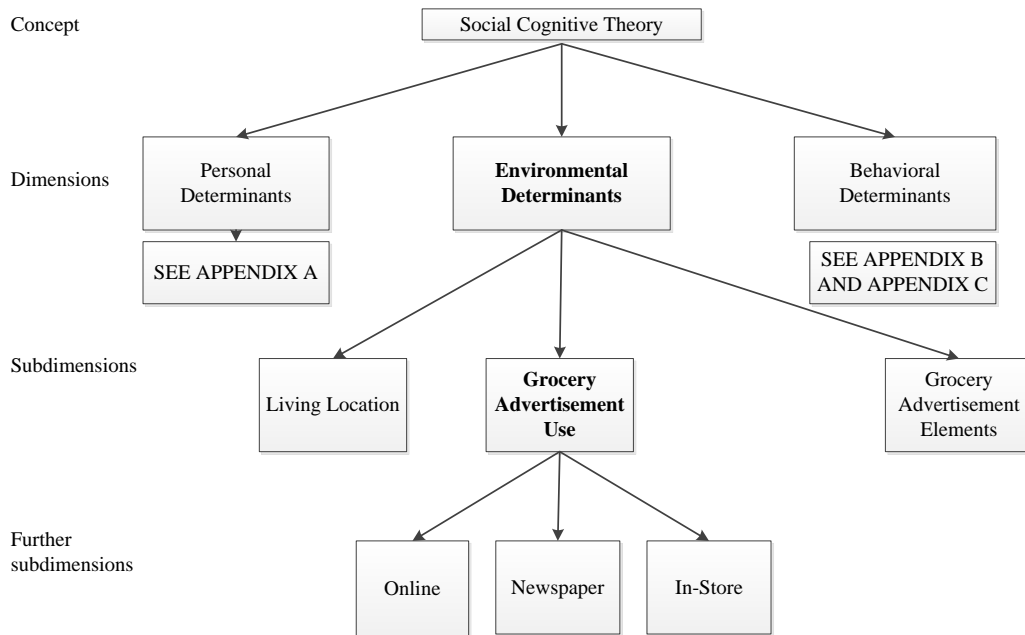 Concept
Social Cognitive Theory
Dimensions
Personal
Determinants
Environmental
Determinants
Behavioral
Determinants
SEE APPENDIX A
SEE APPENDIX B
AND APPENDIX C
Subdimensions
Living Location
Grocery
Advertisement
Use
Grocery
Advertisement
Elements
Further
subdimensions
Online
Newspaper
In-Store